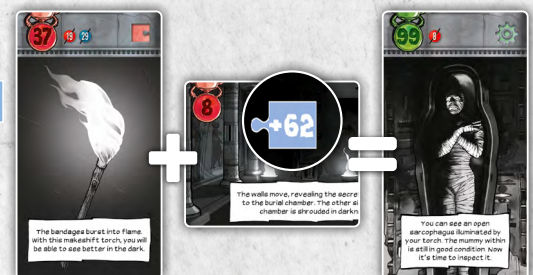 37 19 29
The bandages burst into flame.
With this makeshift torch, you will
be able to see better in the dark.
+
8
+62
The walls move, revealing the secre
to the burial chamber. The other si
chamber is shrouded in darkn
=
99 8
You can see an open
sarcophagus illuminated by
your torch. The mummy within
is still in good condition. Now
it's time to inspect it.